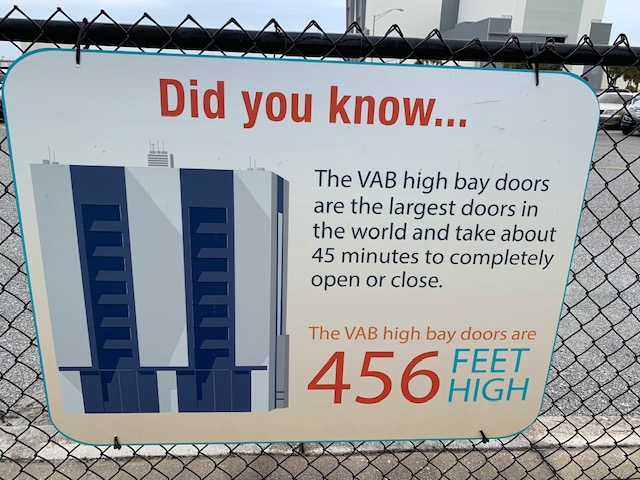 Did you know...
The VAB high bay doors
are the largest doors in
the world and take about
45 minutes to completely
open or close.
The VAB high bay doors are
456 FEET
HIGH